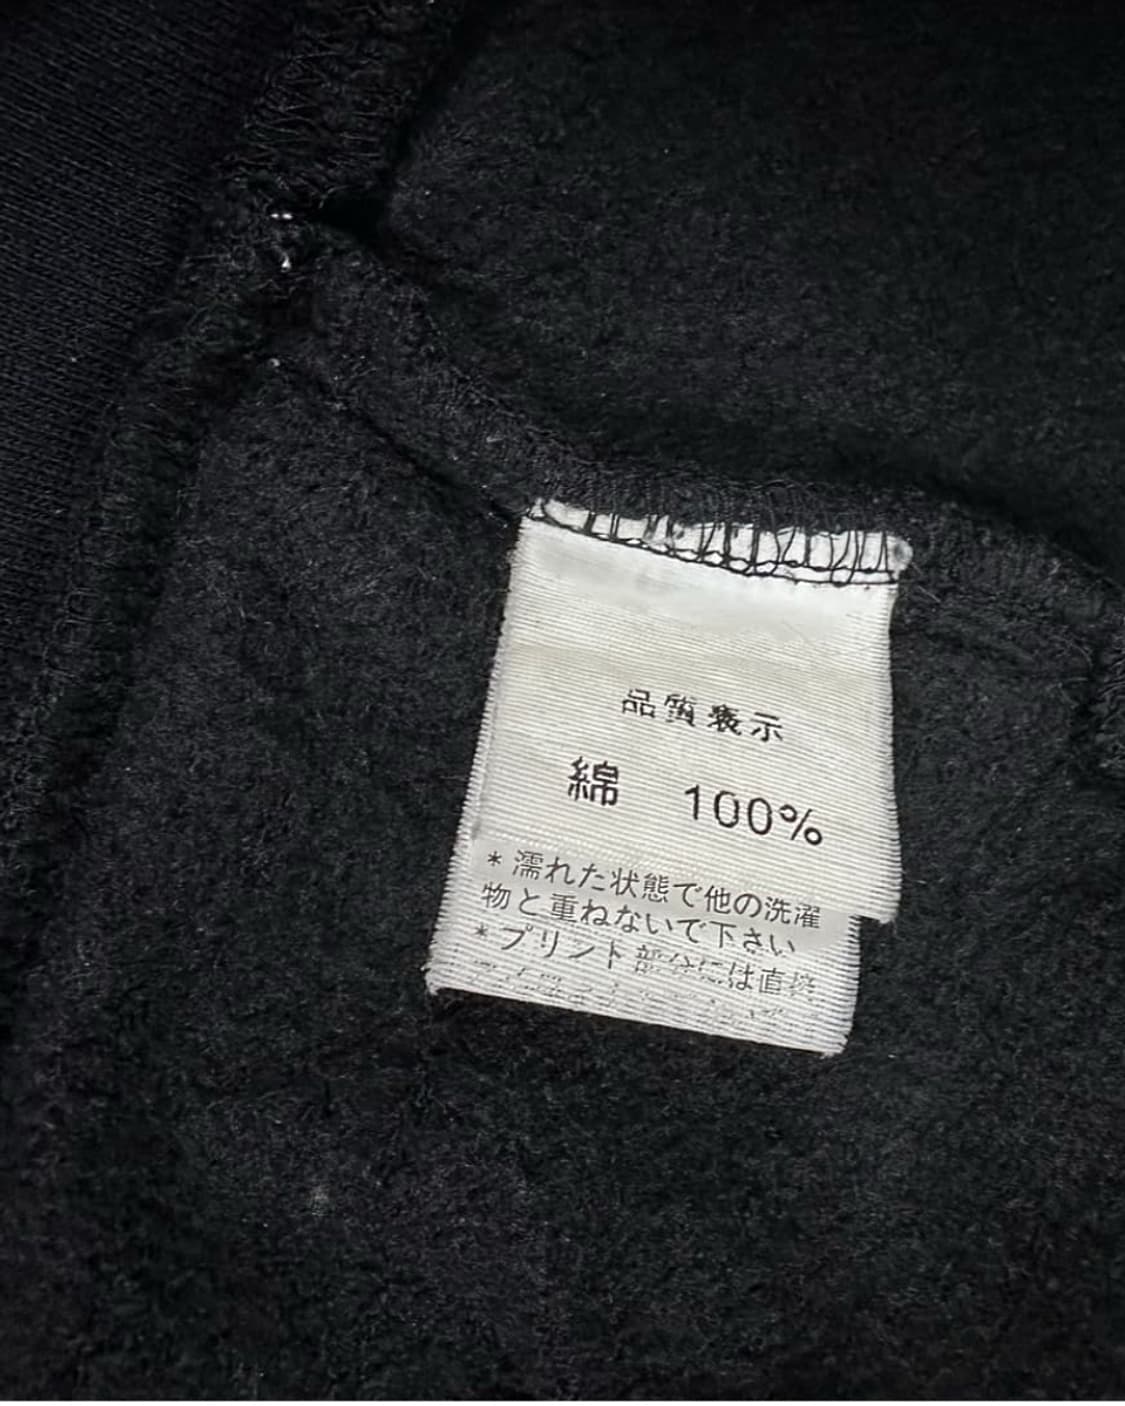 品質表示
綿 100%
* 濡れた状態で他の洗濯
物と重ねないで下さい
* プリント部分には直接